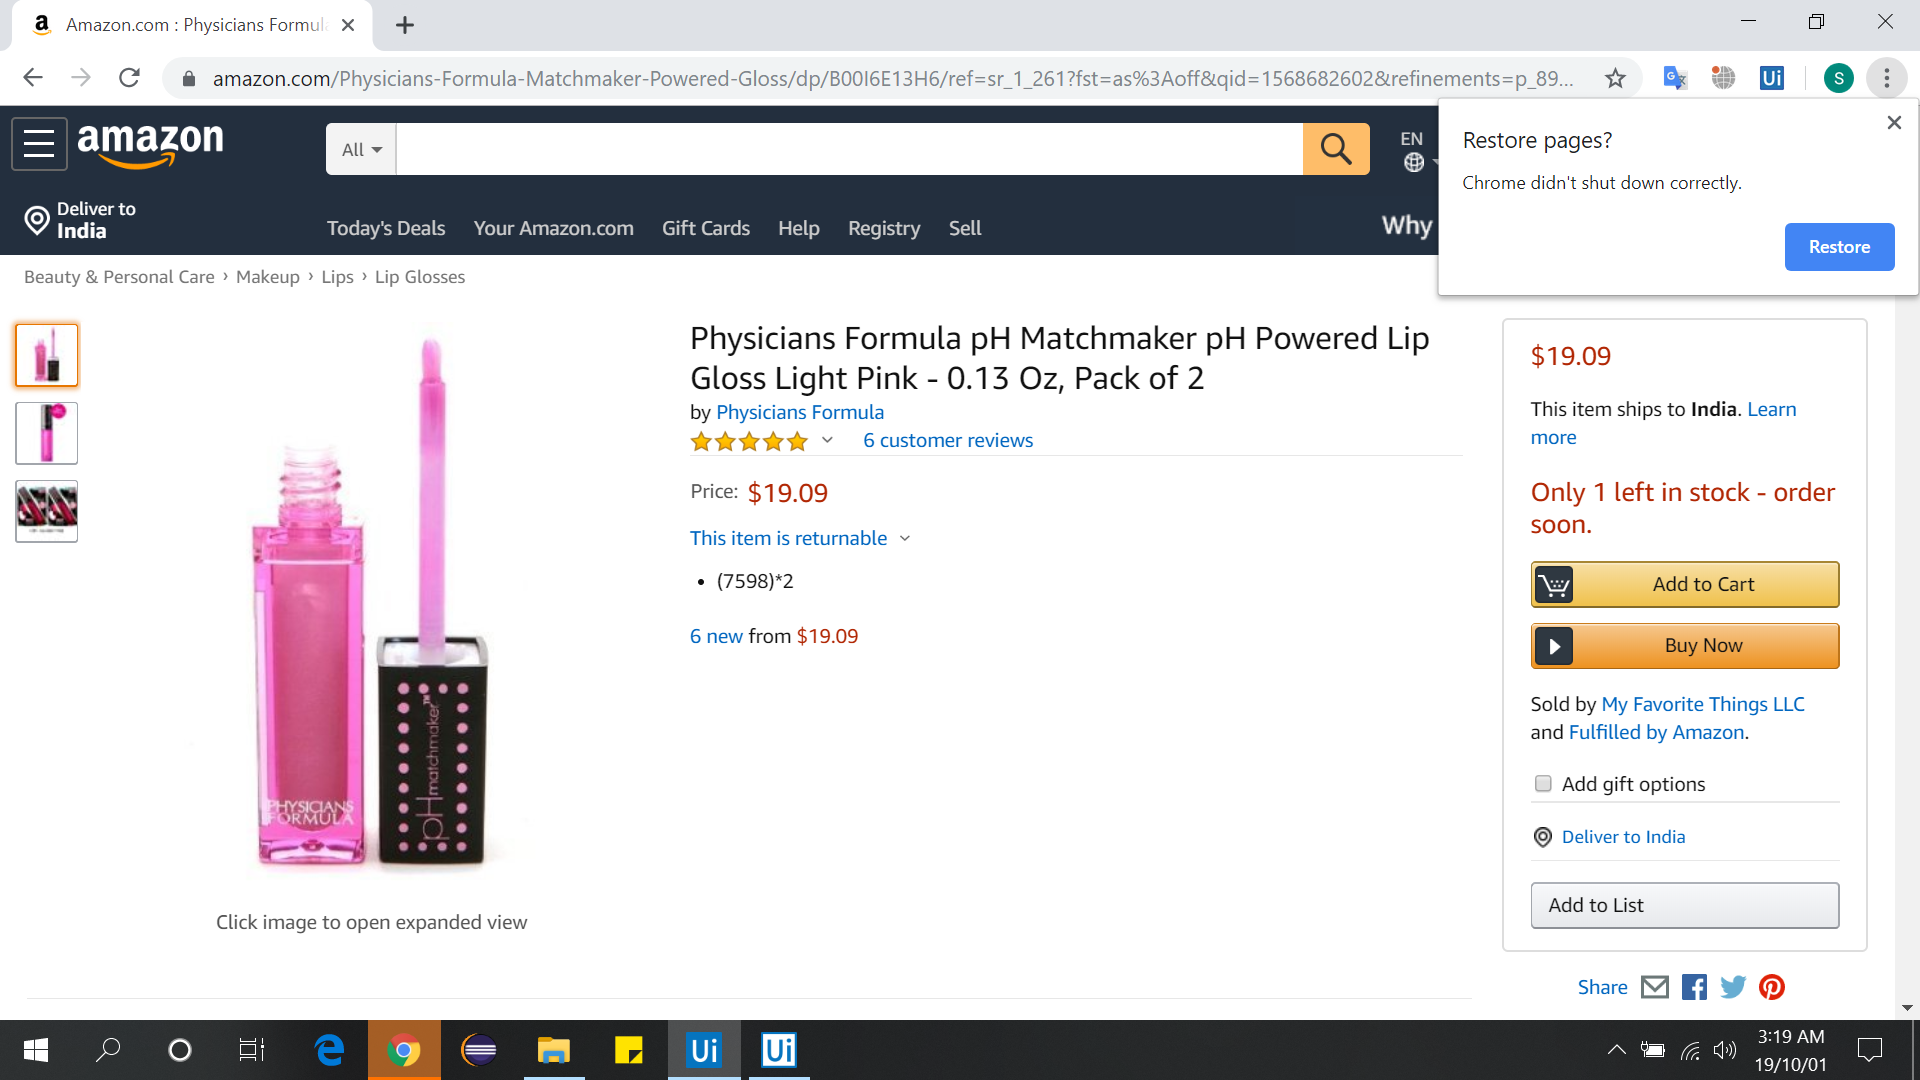 Amazon.com : Physicians Formul
amazon.com/Physicians-Formula-Matchmaker-Powered-Gloss/dp/B00I6E13H6/ref=sr_1_261?fst=as%3Aoff&qid=1568682602&refinements=p_89...
S
Restore pages?
Chrome didn't shut down correctly.
Restore
amazon
All
EN
Deliver to
India
Today's Deals Your Amazon.com Gift Cards Help Registry Sell
Why
Beauty & Personal Care › Makeup › Lips › Lip Glosses
Physicians Formula pH Matchmaker pH Powered Lip
Gloss Light Pink - 0.13 Oz, Pack of 2
by Physicians Formula
6 customer reviews
Price: $19.09
This item is returnable
• (7598)*2
6 new from $19.09
PHYSICIANS
FORMULA
pHmatchmaker™
Click image to open expanded view
$19.09
This item ships to India. Learn
more
Only 1 left in stock - order
soon.
Add to Cart
Buy Now
Sold by My Favorite Things LLC
and Fulfilled by Amazon.
Add gift options
Deliver to India
Add to List
Share
Ui
Ui
3:19 AM
19/10/01